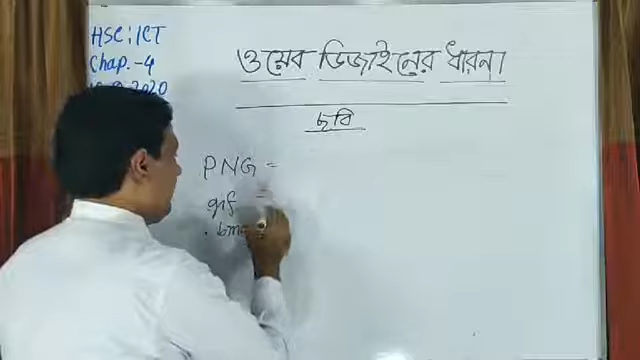 HSC : ICT
Chap.-4
ওয়েব ডিজাইনের ধারনা
ছবি
PNG =
gif =